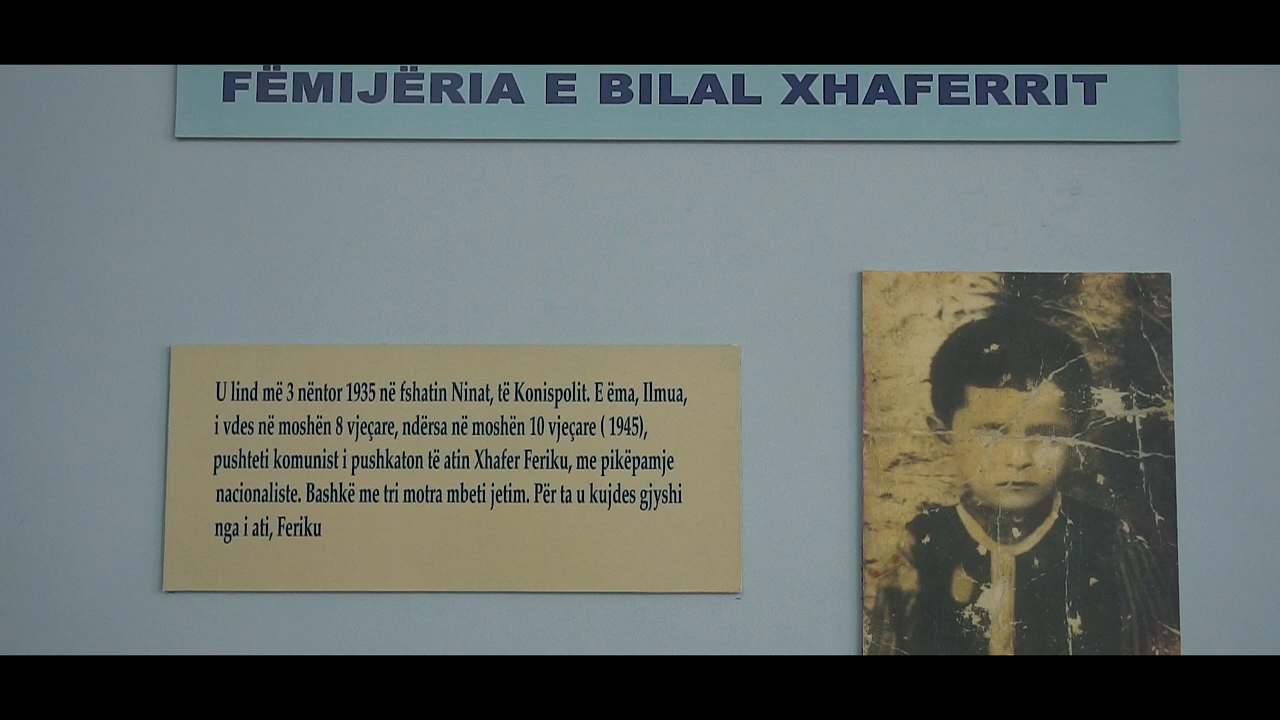 FËMIJËRIA E BILAL XHAFERRIT
U lind më 3 nëntor 1935 në fshatin Ninat, të Konispolit. E ëma, Ilmua,
i vdes në moshën 8 vjeçare, ndërsa në moshën 10 vjeçare ( 1945),
pushteti komunist i pushkaton të atin Xhafer Feriku, me pikëpamje
nacionaliste. Bashkë me tri motra mbeti jetim. Për ta u kujdes gjyshi
nga i ati, Feriku